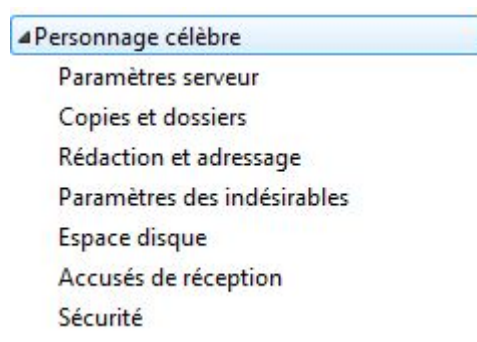 Personnage célèbre
Paramètres serveur
Copies et dossiers
Rédaction et adressage
Paramètres des indésirables
Espace disque
Accusés de réception
Sécurité